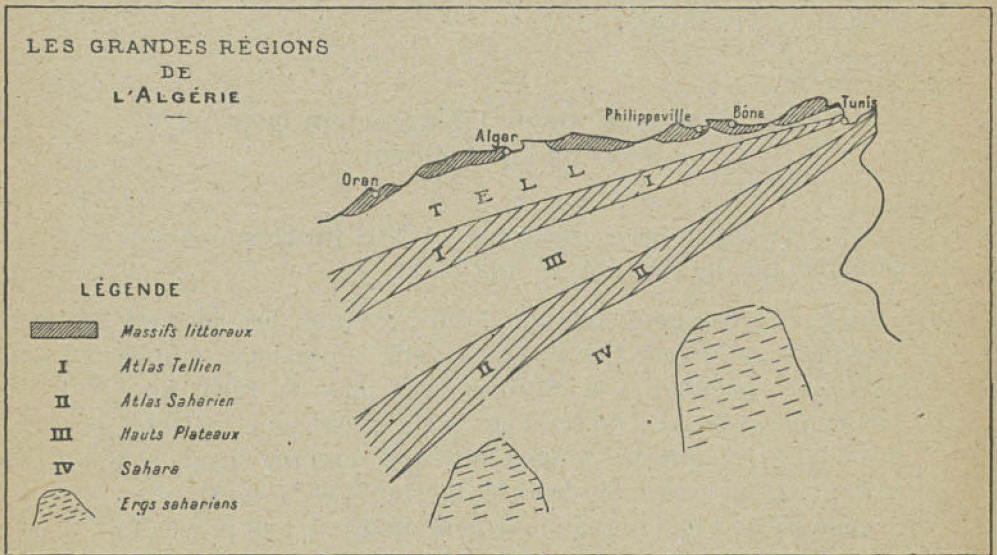 LES GRANDES RÉGIONS
DE
L'ALGÉRIE
Philippeville
Bône
Tunis
Alger
Oran
TELL
I
I
III
II
II
IV
LÉGENDE
Massifs littoraux
I Atlas Tellien
II Atlas Saharien
III Hauts Plateaux
IV Sahara
Ergs sahariens